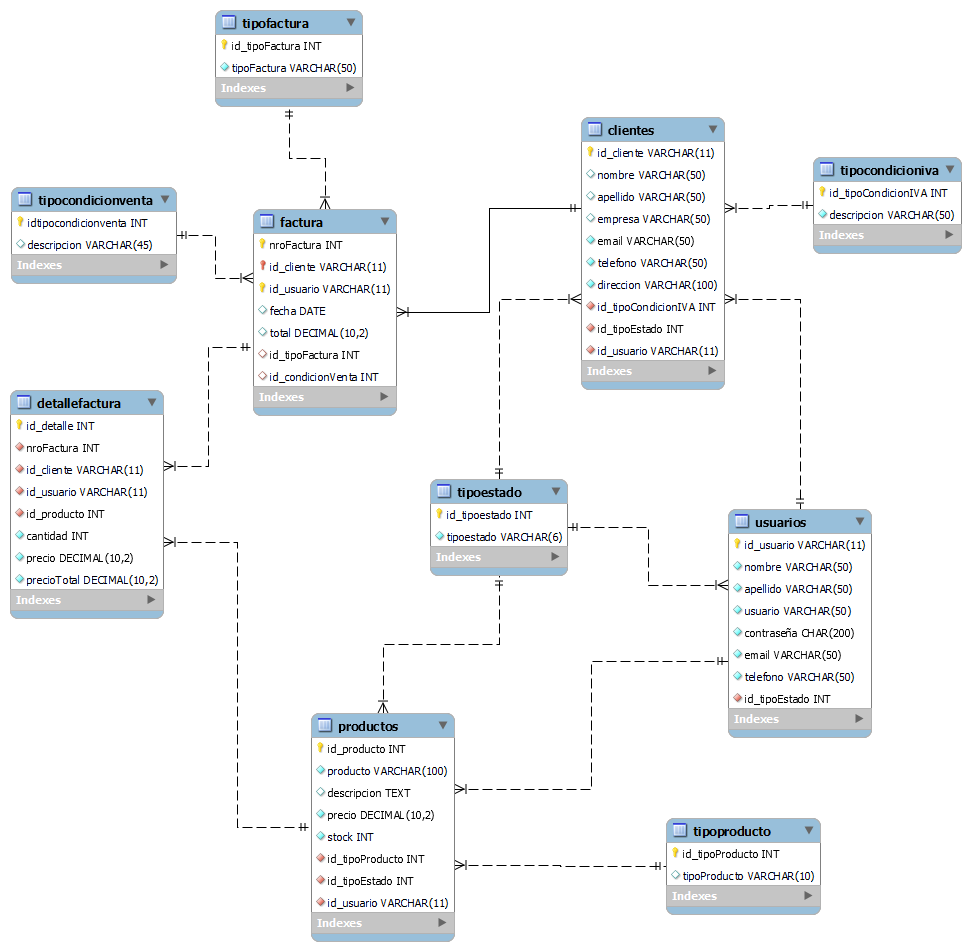 tipofactura
id_tipoFactura INT
tipoFactura VARCHAR(50)
Indexes
clientes
id_cliente VARCHAR(11)
nombre VARCHAR(50)
apellido VARCHAR(50)
empresa VARCHAR(50)
email VARCHAR(50)
telefono VARCHAR(50)
direccion VARCHAR(100)
id_tipoCondicionIVA INT
id_tipoEstado INT
id_usuario VARCHAR(11)
Indexes
tipocondicioniva
id_tipoCondicionIVA INT
descripcion VARCHAR(50)
Indexes
tipocondicionventa
idtipocondicionventa INT
descripcion VARCHAR(45)
Indexes
factura
nroFactura INT
id_cliente VARCHAR(11)
id_usuario VARCHAR(11)
fecha DATE
total DECIMAL(10,2)
id_tipoFactura INT
id_condicionVenta INT
Indexes
detallefactura
id_detalle INT
nroFactura INT
id_cliente VARCHAR(11)
id_usuario VARCHAR(11)
id_producto INT
cantidad INT
precio DECIMAL(10,2)
precioTotal DECIMAL(10,2)
Indexes
tipoestado
id_tipoestado INT
tipoestado VARCHAR(6)
Indexes
usuarios
id_usuario VARCHAR(11)
nombre VARCHAR(50)
apellido VARCHAR(50)
usuario VARCHAR(50)
contraseña CHAR(200)
email VARCHAR(50)
telefono VARCHAR(50)
id_tipoEstado INT
Indexes
productos
id_producto INT
producto VARCHAR(100)
descripcion TEXT
precio DECIMAL(10,2)
stock INT
id_tipoProducto INT
id_tipoEstado INT
id_usuario VARCHAR(11)
Indexes
tipoproducto
id_tipoProducto INT
tipoProducto VARCHAR(10)
Indexes